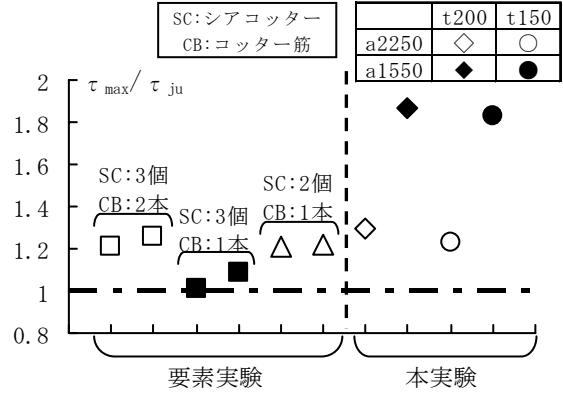 SC:シアコッター
CB:コッター筋
t200 t150
a2250 ◇ ○
a1550 ◆ ●
τmax/τju
2
1.8
1.6
1.4
1.2
1
0.8
SC:3個
CB:2本
SC:3個
CB:1本
SC:2個
CB:1本
要素実験
本実験